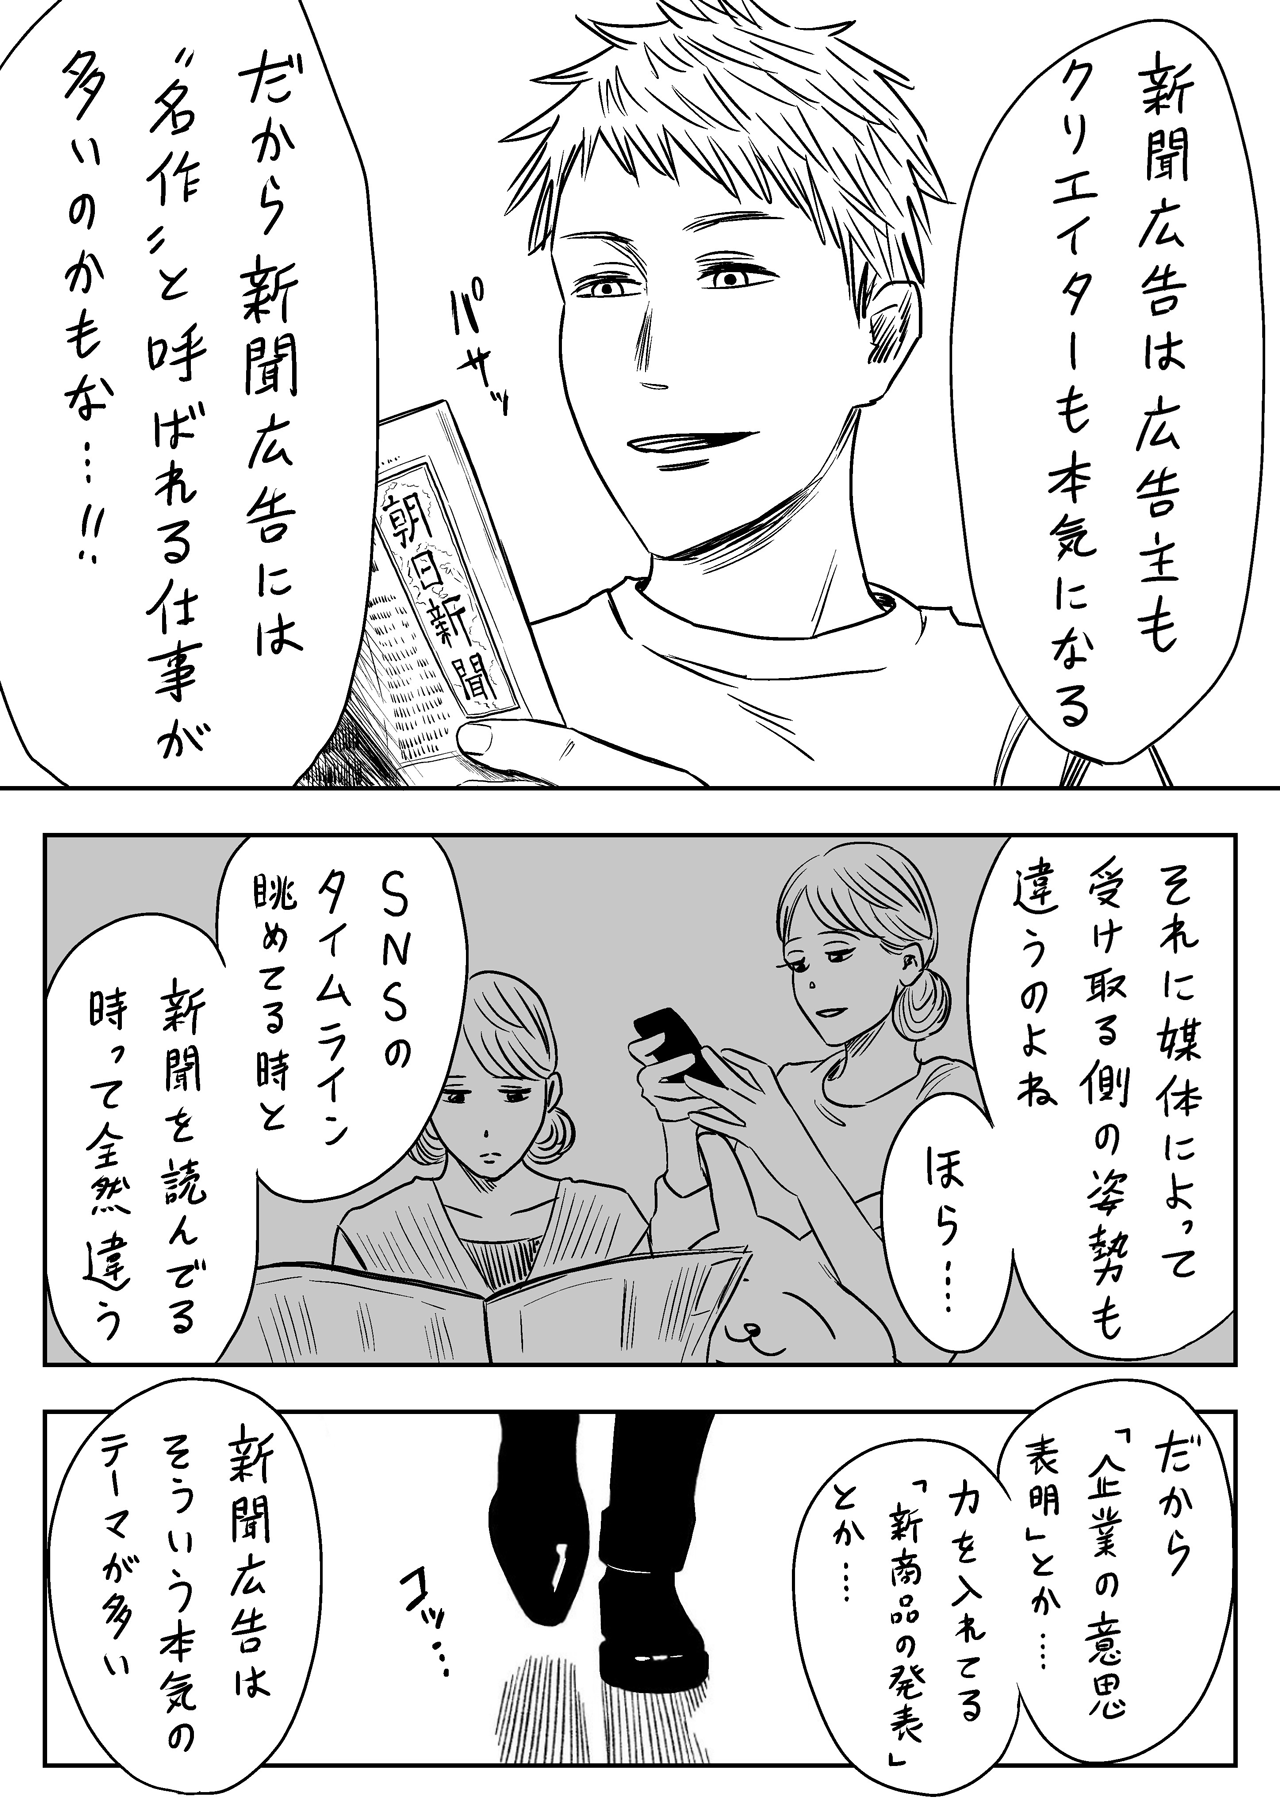 新聞広告は広告主も
クリエイターも本気になる
だから新聞広告には
〝名作〟と呼ばれる仕事が
多いのかもな…!!
パサッ
朝日新聞
それに媒体によって
受け取る側の姿勢も
違うのよね
ほら…
SNSの
タイムライン
眺めてる時と
新聞を読んでる
時って全然違う
だから
「企業の意思
表明」とか…
力を入れてる
「新商品の発表」
とか…
コッ…
新聞広告は
そういう本気の
テーマが多い